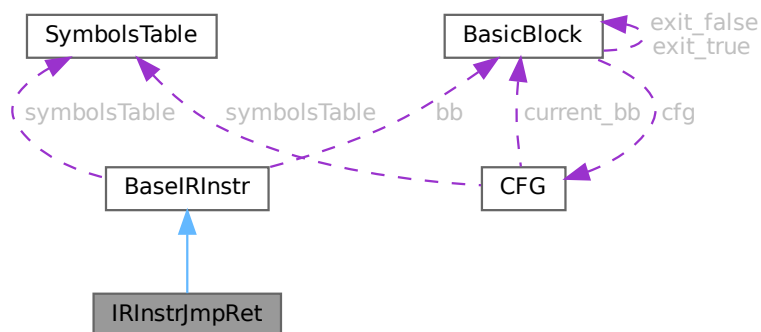 SymbolsTable
BasicBlock
exit_false
exit_true
symbolsTable
symbolsTable
bb
current_bb
cfg
BaseIRInstr
CFG
IRInstrJmpRet